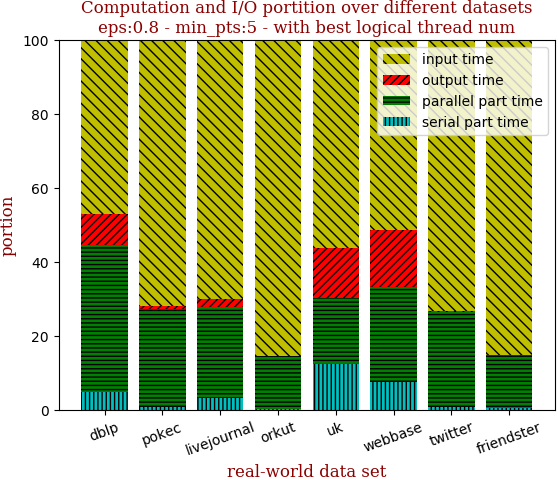 Computation and I/O portition over different datasets
eps:0.8 - min_pts:5 - with best logical thread num
input time
output time
parallel part time
serial part time
100
80
60
40
20
0
portion
dblp
pokec
livejournal
orkut
uk
webbase
twitter
friendster
real-world data set